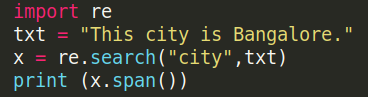 import re
txt = "This city is Bangalore."
x = re.search("city",txt)
print (x.span())